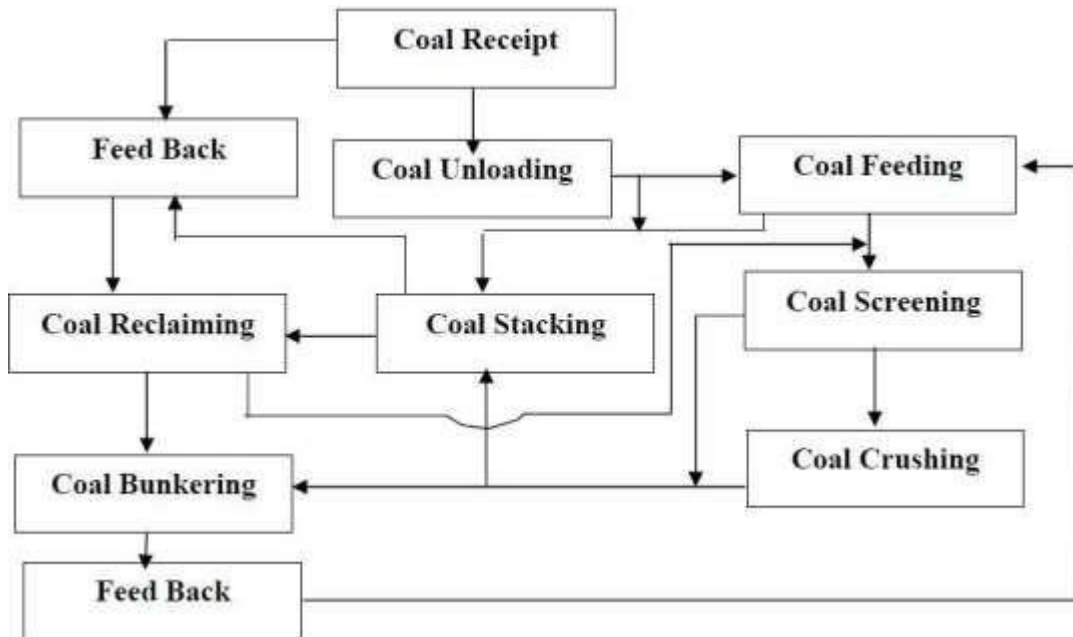 Coal Receipt
Feed Back
Coal Unloading
Coal Feeding
Coal Reclaiming
Coal Stacking
Coal Screening
Coal Bunkering
Coal Crushing
Feed Back